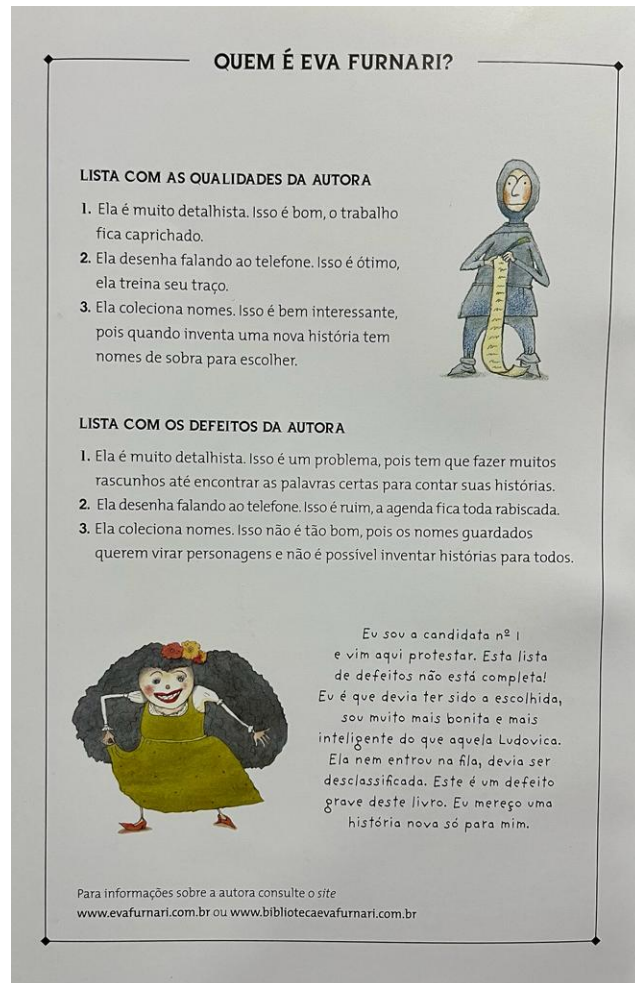 QUEM É EVA FURNARI?
LISTA COM AS QUALIDADES DA AUTORA
1. Ela é muito detalhista. Isso é bom, o trabalho
fica caprichado.
2. Ela desenha falando ao telefone. Isso é ótimo,
ela treina seu traço.
3. Ela coleciona nomes. Isso é bem interessante,
pois quando inventa uma nova história tem
nomes de sobra para escolher.
LISTA COM OS DEFEITOS DA AUTORA
1. Ela é muito detalhista. Isso é um problema, pois tem que fazer muitos
rascunhos até encontrar as palavras certas para contar suas histórias.
2. Ela desenha falando ao telefone. Isso é ruim, a agenda fica toda rabiscada.
3. Ela coleciona nomes. Isso não é tão bom, pois os nomes guardados
querem virar personagens e não é possível inventar histórias para todos.
Eu sou a candidata nº 1
e vim aqui protestar. Esta lista
de defeitos não está completa!
Eu é que devia ter sido a escolhida,
sou muito mais bonita e mais
inteligente do que aquela Ludovica.
Ela nem entrou na fila, devia ser
desclassificada. Este é um defeito
grave deste livro. Eu mereço uma
história nova só para mim.
Para informações sobre a autora consulte o site
www.evafurnari.com.br ou www.bibliotecaevafurnari.com.br